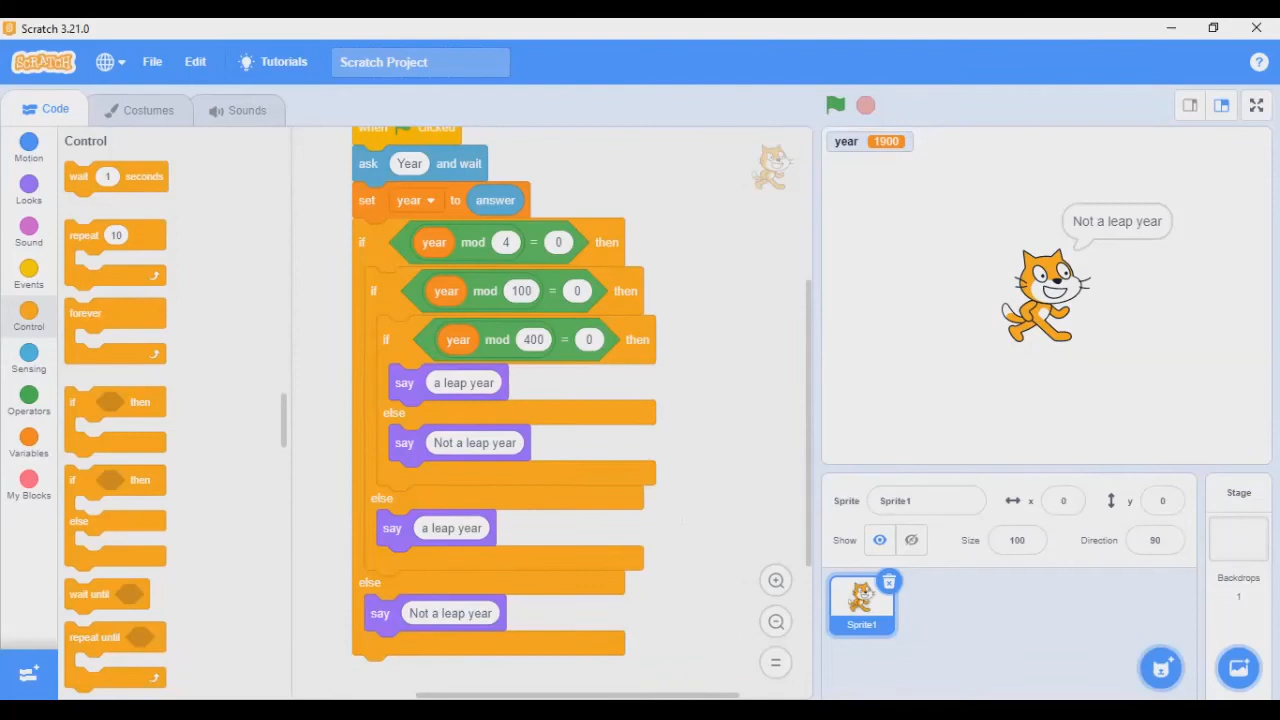 Scratch 3.21.0
SCRATCH File Edit Tutorials Scratch Project ?
Code Costumes Sounds
Motion
Looks
Sound
Events
Control
Sensing
Operators
Variables
My Blocks
Control
wait 1 seconds
repeat 10
forever
if then
if then
else
wait until
repeat until
when clicked
ask Year and wait
set year to answer
if year mod 4 = 0 then
if year mod 100 = 0 then
if year mod 400 = 0 then
say a leap year
else
say Not a leap year
else
say a leap year
else
say Not a leap year
year 1900
Not a leap year
Sprite Sprite1 x 0 y 0
Show Size 100 Direction 90
Sprite1
Stage
Backdrops
1